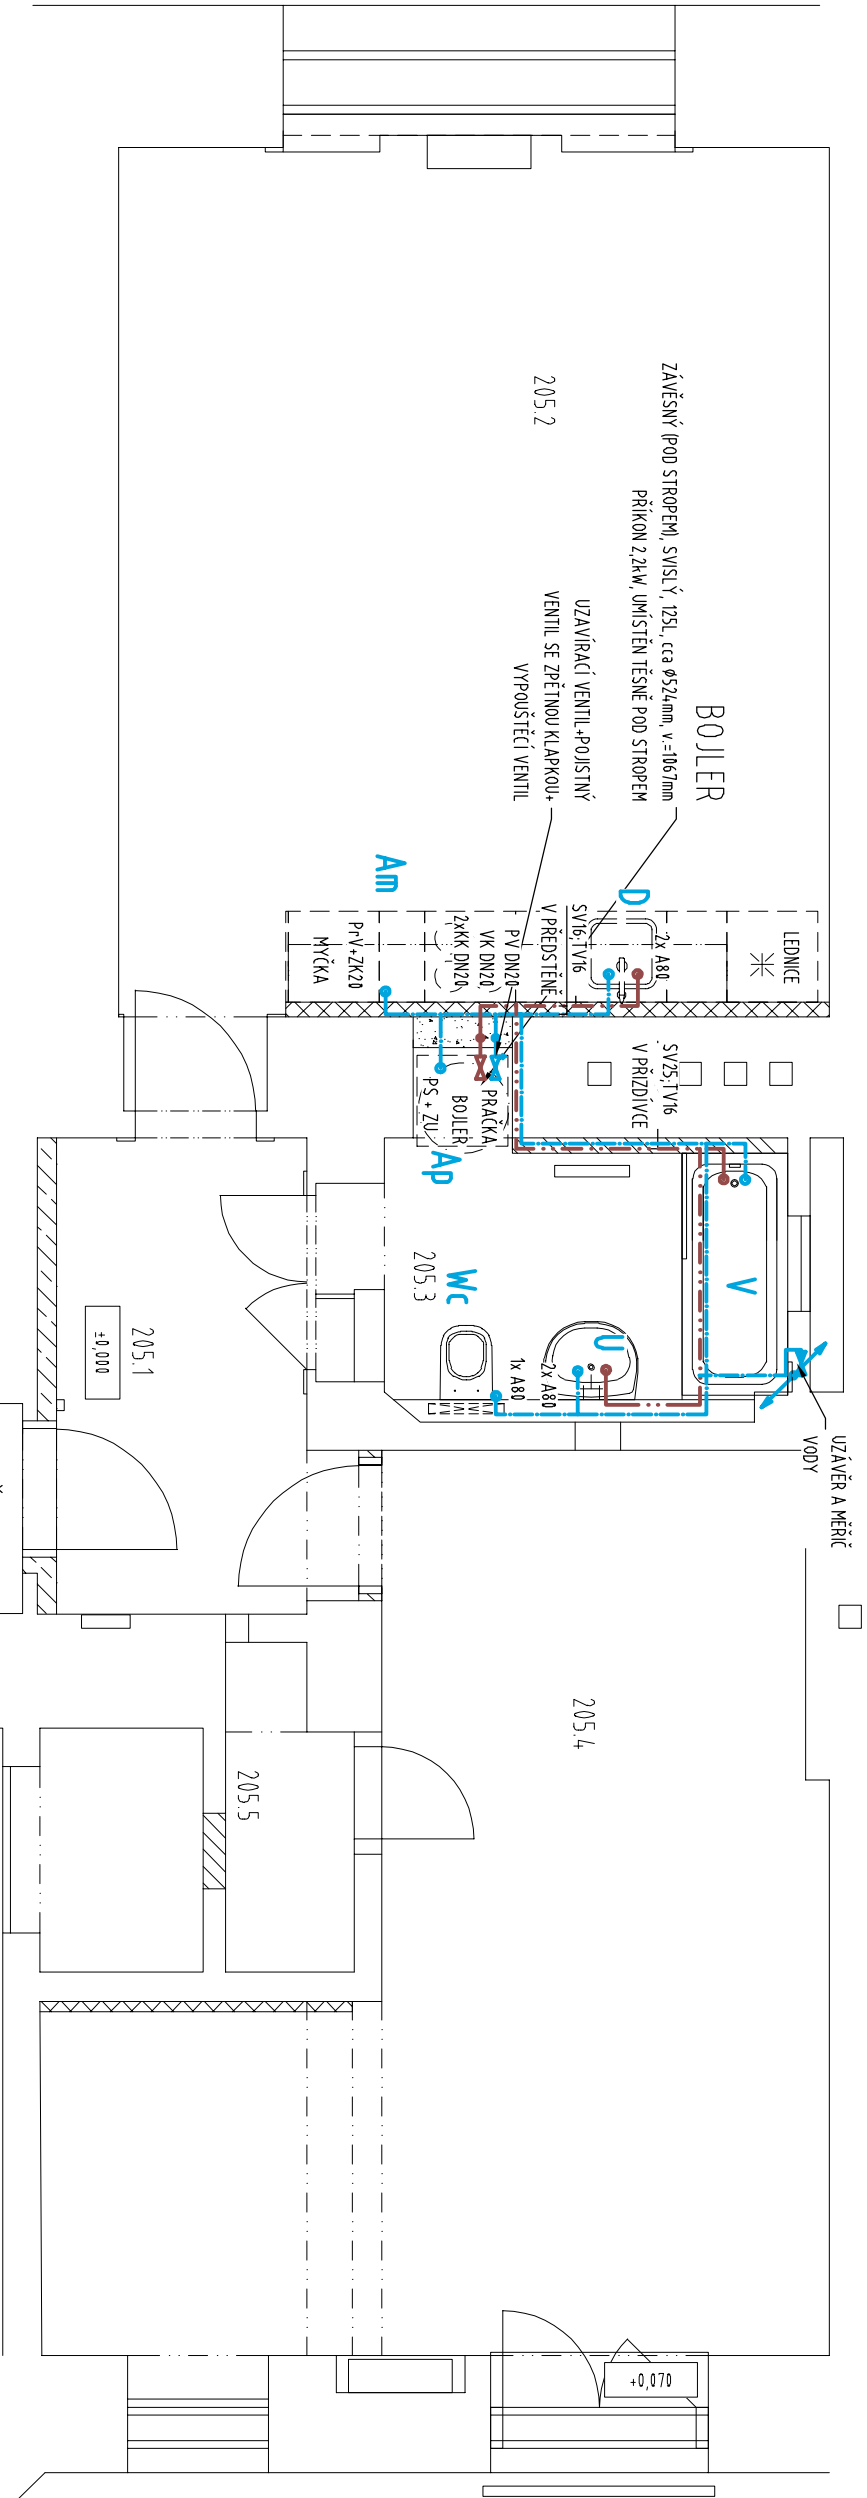 205.2
ZÁVĚSNÝ (POD STROPEM), SVISLÝ, 125L, cca Ø524mm, v.=1067mm
PŘÍKON 2,2kW, UMÍSTĚN TĚSNĚ POD STROPEM
BOJLER
UZAVÍRACÍ VENTIL+POJISTNÝ
VENTIL SE ZPĚTNOU KLAPKOU+
VYPOUŠTĚCÍ VENTIL
Am
D
LEDNICE
2x A80
SV16;TV16
V PŘEDSTĚNĚ
PV DN20
VK DN20
2xKK DN20
PrV+ZK20
MYČKA
SV25;TV16
V PŘIZDÍVCE
PRAČKA
BOJLER
PS + ZU
Ap
V
205.3
Wc
U
2x A80
1x A80
205.1
±0,000
UZÁVĚR A MĚŘIČ
VODY
205.4
205.5
+0,070